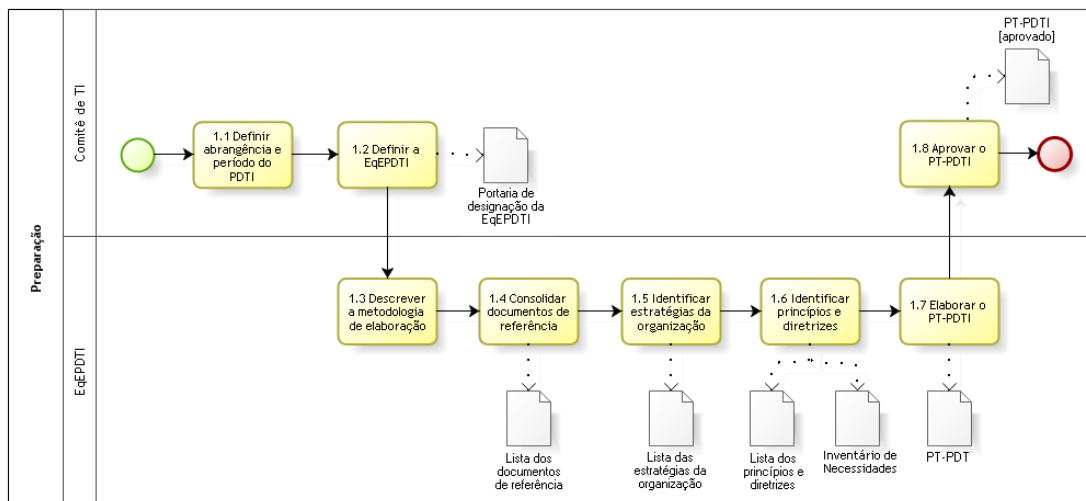 Preparação
Comitê de TI
1.1 Definir
abrangência e
período do
PDTI
1.2 Definir a
EqEPDTI
Portaria de
designação da
EqEPDTI
PT-PDTI
[aprovado]
1.8 Aprovar o
PT-PDTI
EqEPDTI
1.3 Descrever
a metodologia
de elaboração
1.4 Consolidar
documentos de
referência
1.5 Identificar
estratégias da
organização
1.6 Identificar
princípios e
diretrizes
1.7 Elaborar o
PT-PDTI
Lista dos
documentos
de referência
Lista das
estratégias da
organização
Lista dos
princípios e
diretrizes
Inventário de
Necessidades
PT-PDT